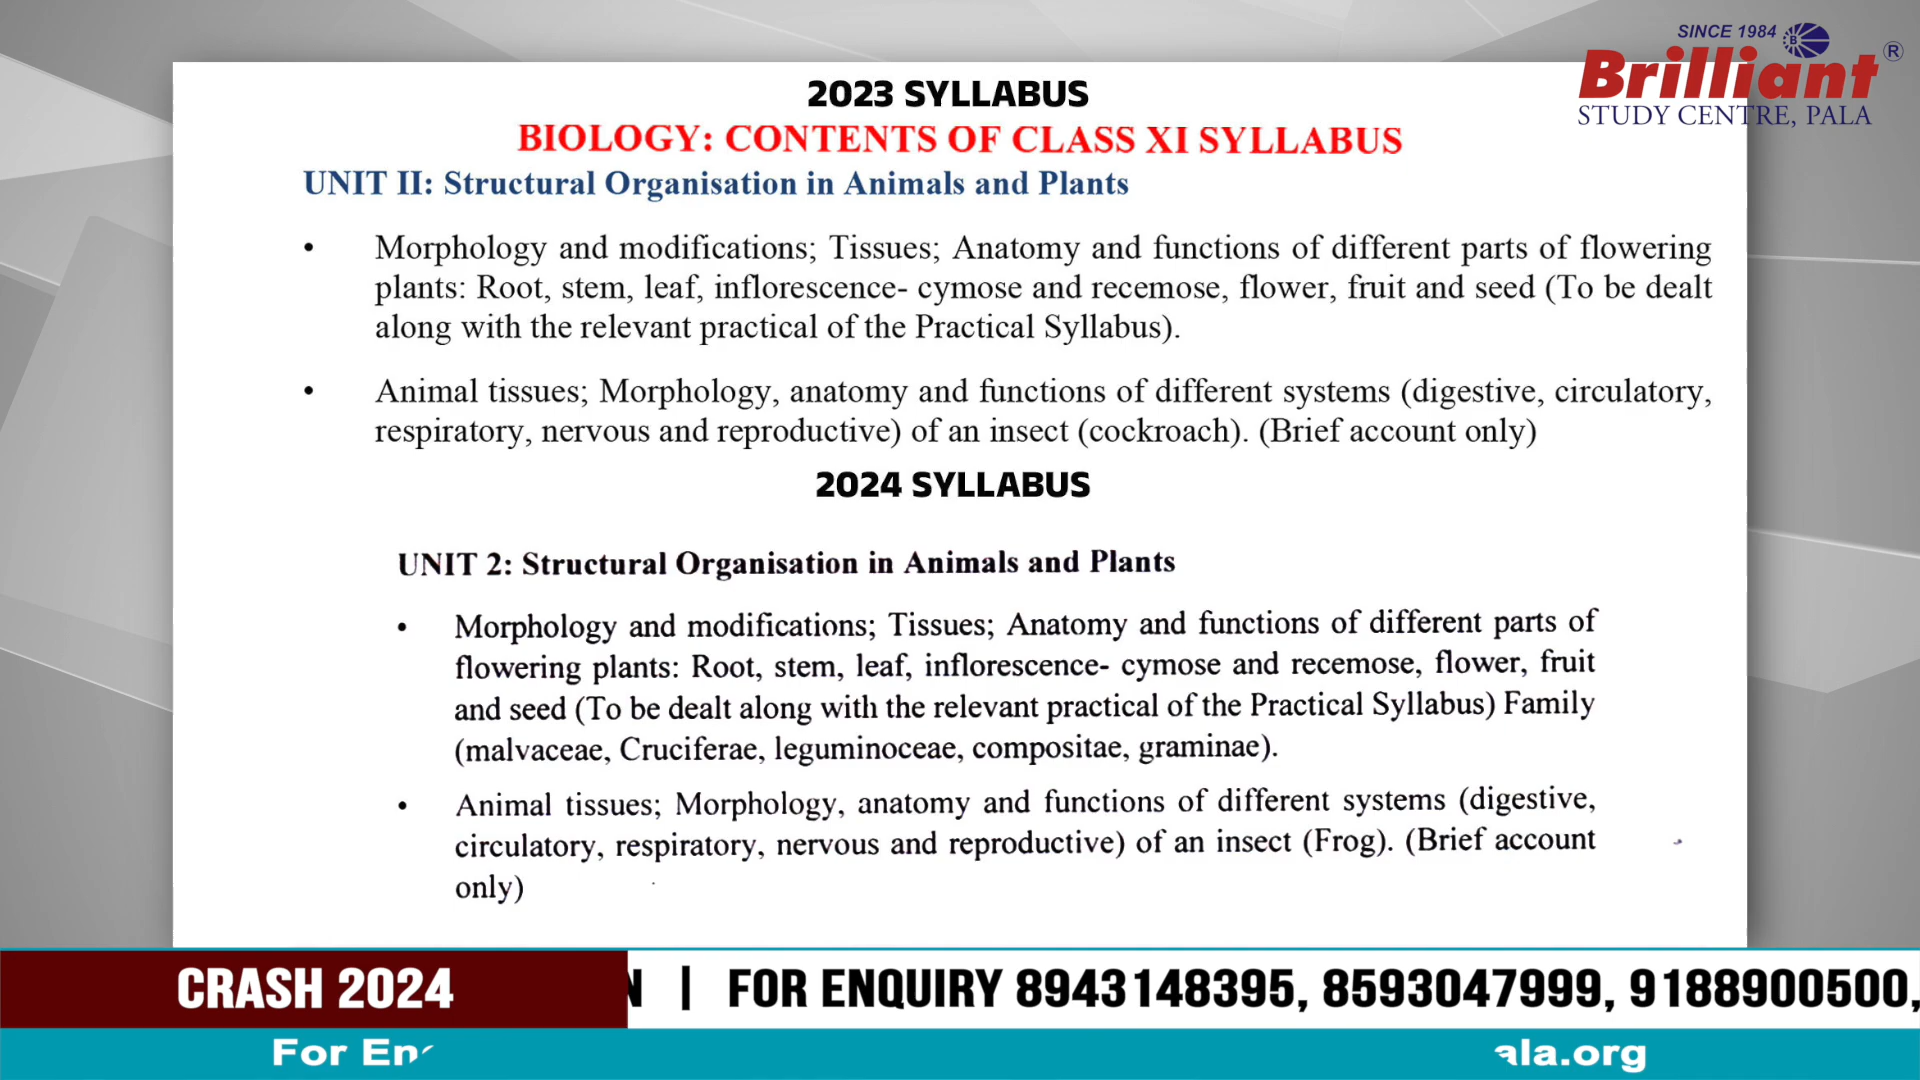 SINCE 1984
B
Brilliant ®
STUDY CENTRE, PALA
2023 SYLLABUS
BIOLOGY: CONTENTS OF CLASS XI SYLLABUS
UNIT II: Structural Organisation in Animals and Plants
• Morphology and modifications; Tissues; Anatomy and functions of different parts of flowering
plants: Root, stem, leaf, inflorescence- cymose and recemose, flower, fruit and seed (To be dealt
along with the relevant practical of the Practical Syllabus).
• Animal tissues; Morphology, anatomy and functions of different systems (digestive, circulatory,
respiratory, nervous and reproductive) of an insect (cockroach). (Brief account only)
2024 SYLLABUS
UNIT 2: Structural Organisation in Animals and Plants
• Morphology and modifications; Tissues; Anatomy and functions of different parts of
flowering plants: Root, stem, leaf, inflorescence- cymose and recemose, flower, fruit
and seed (To be dealt along with the relevant practical of the Practical Syllabus) Family
(malvaceae, Cruciferae, leguminoceae, compositae, graminae).
• Animal tissues; Morphology, anatomy and functions of different systems (digestive,
circulatory, respiratory, nervous and reproductive) of an insect (Frog). (Brief account
only)
CRASH 2024
N | FOR ENQUIRY 8943148395, 8593047999, 9188900500,
For En
ala.org